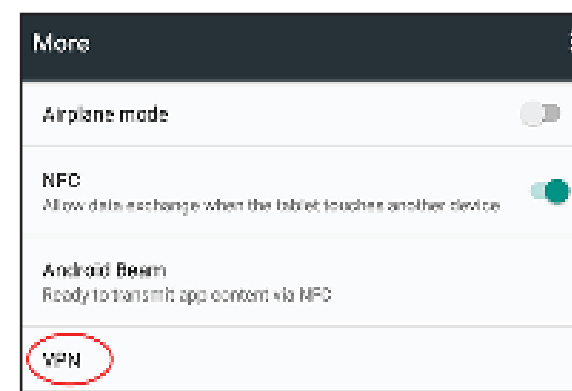 More
Airplane mode
NFC
Allow data exchange when the tablet touches another device
Android Beam
Ready to transmit app content via NFC
VPN